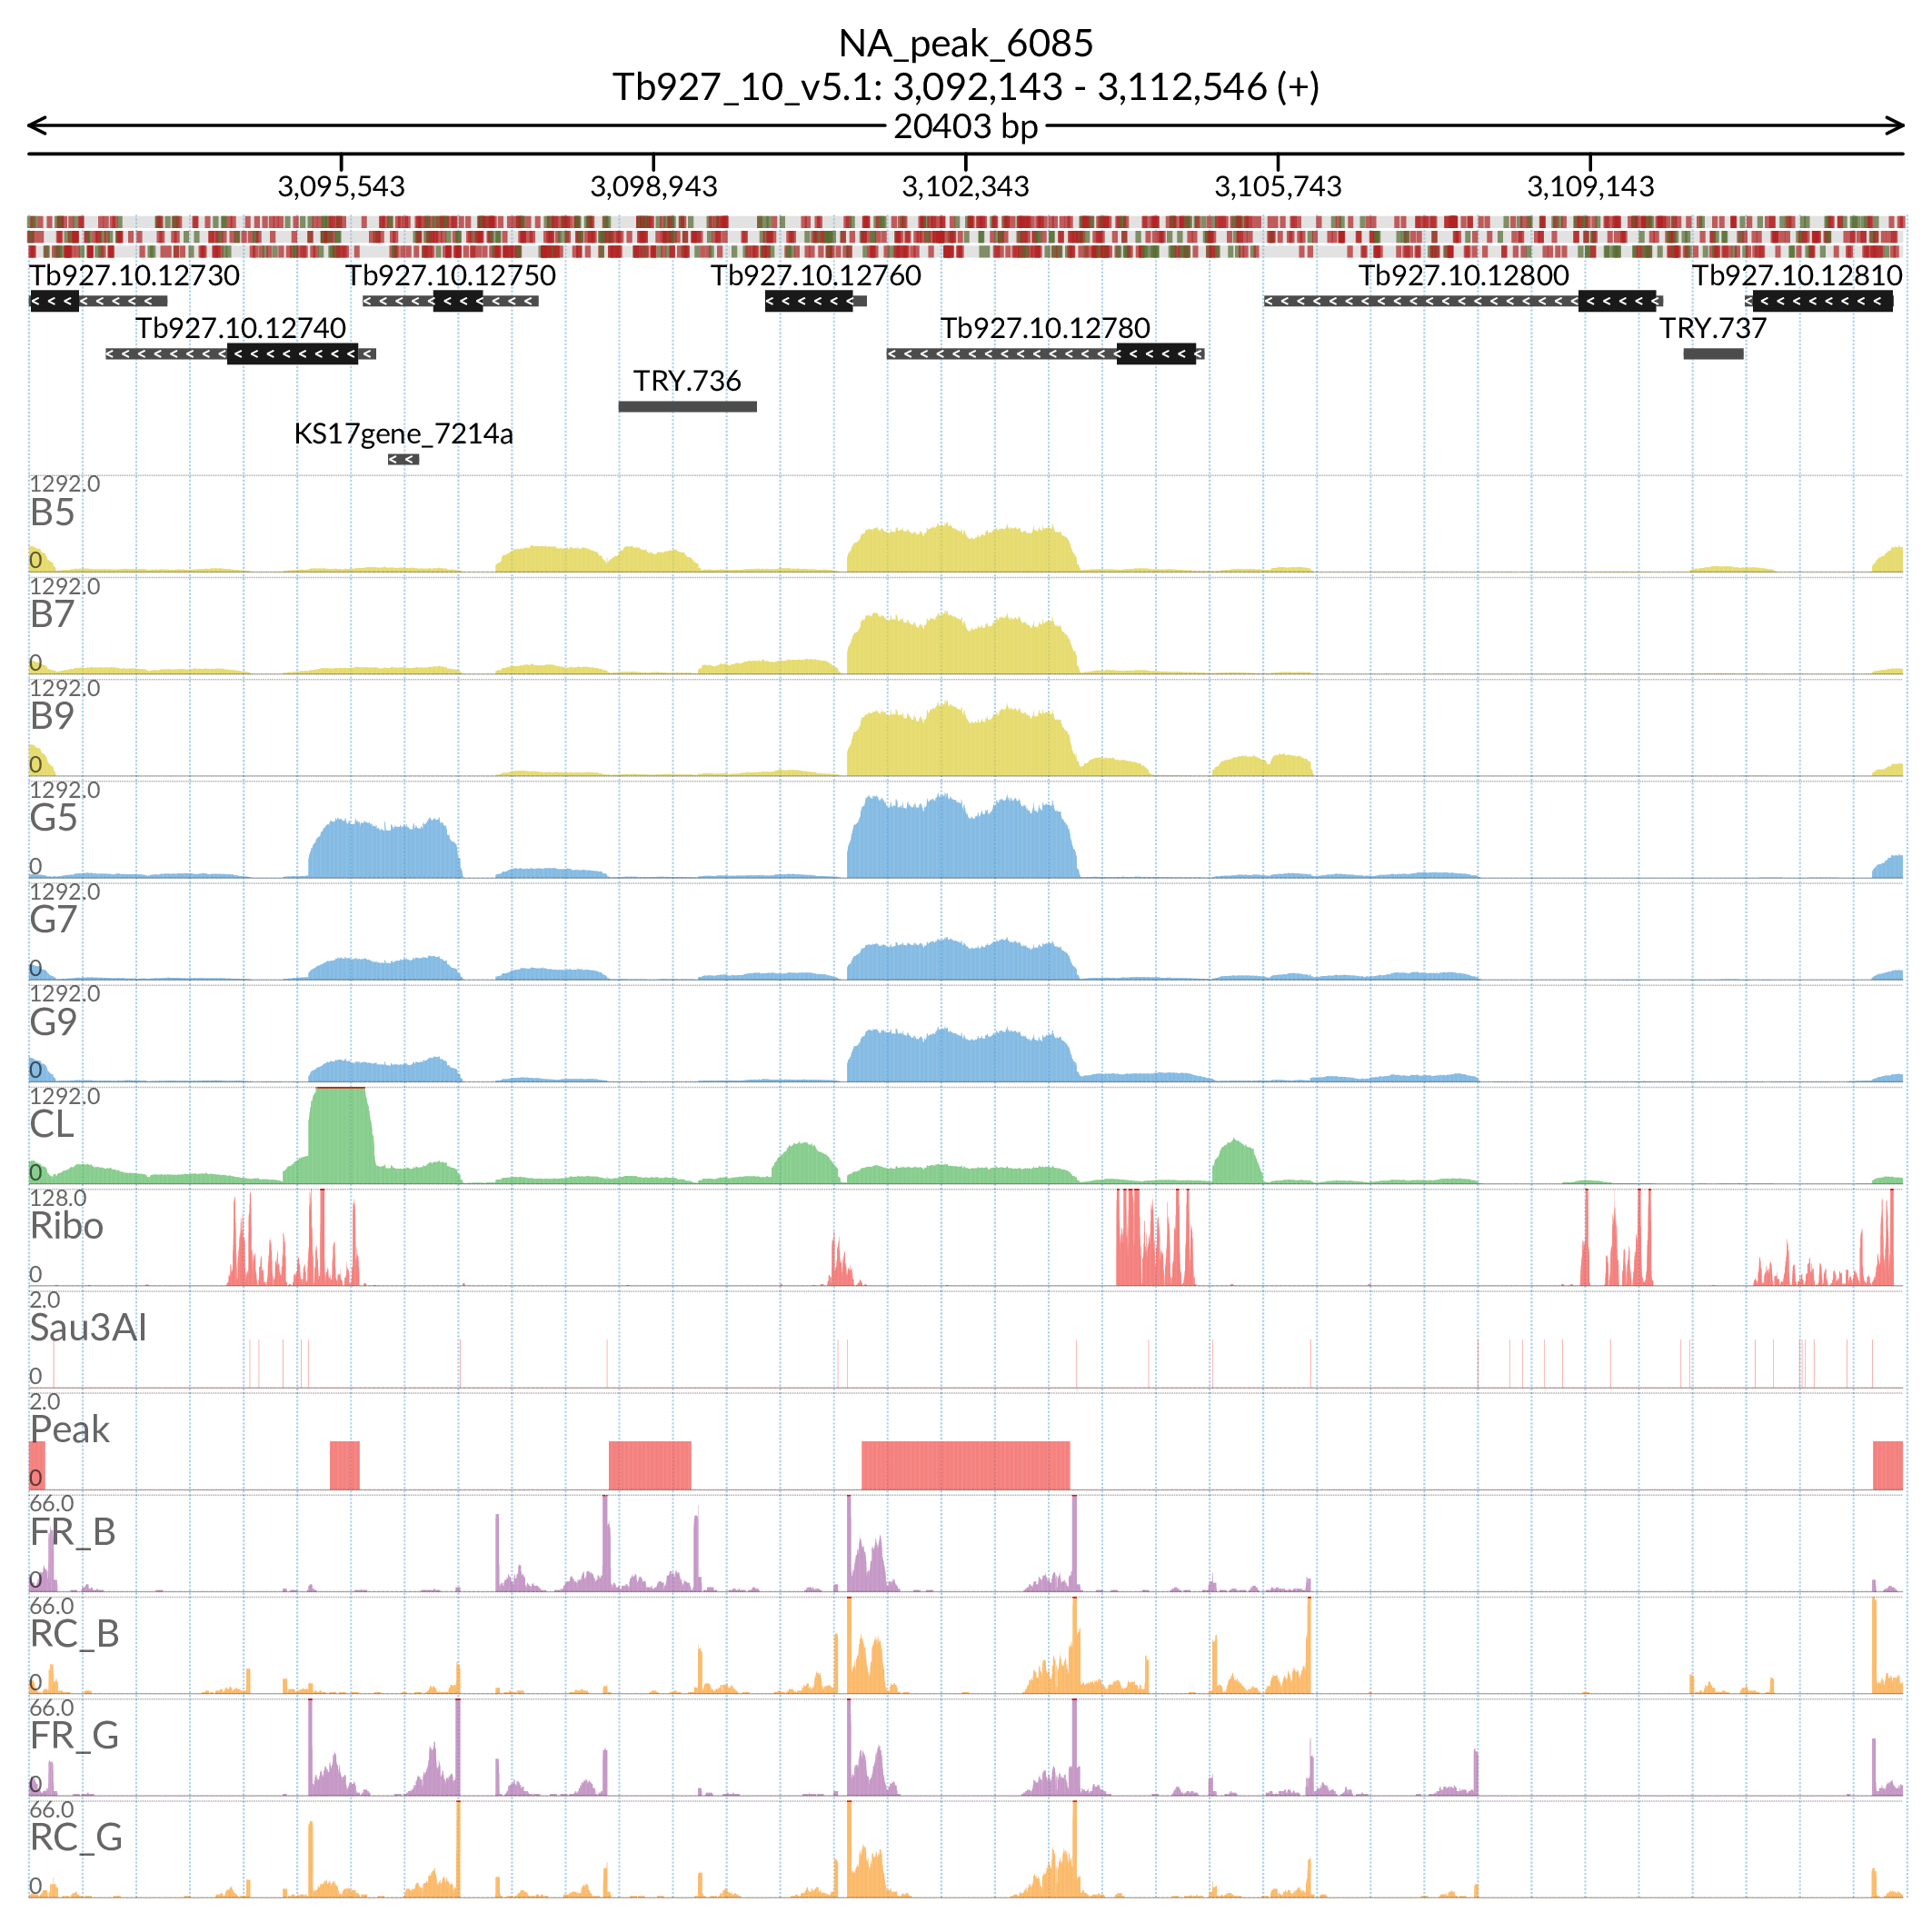 NA_peak_6085
Tb927_10_v5.1: 3,092,143 - 3,112,546 (+)
20403 bp
3,095,543 3,098,943 3,102,343 3,105,743 3,109,143
Tb927.10.12730 Tb927.10.12750 Tb927.10.12760 Tb927.10.12800 Tb927.10.12810
Tb927.10.12740 Tb927.10.12780 TRY.737
TRY.736
KS17gene_7214a
1292.0
B5
0
1292.0
B7
0
1292.0
B9
0
1292.0
G5
0
1292.0
G7
0
1292.0
G9
0
1292.0
CL
0
128.0
Ribo
0
2.0
Sau3AI
0
2.0
Peak
0
66.0
FR_B
0
66.0
RC_B
0
66.0
FR_G
0
66.0
RC_G
0